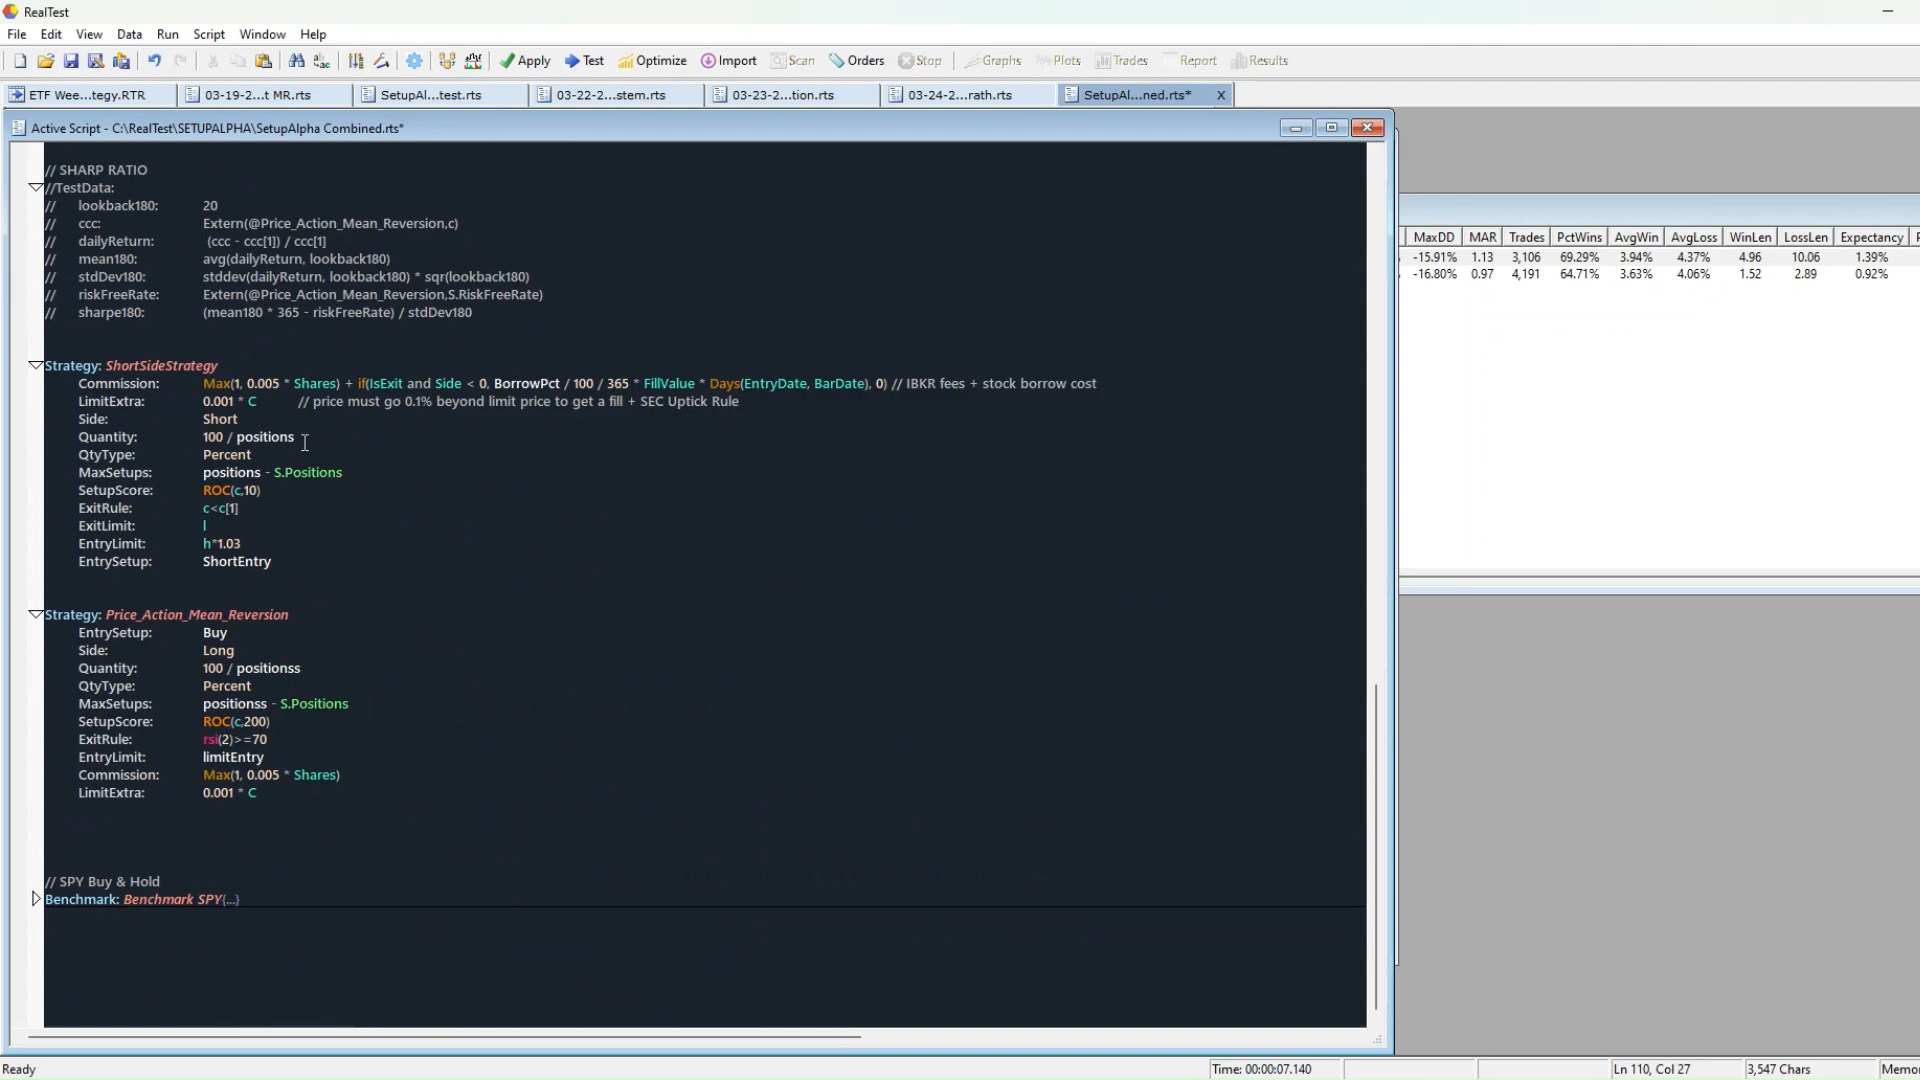 RealTest
File Edit View Data Run Script Window Help
Apply Test Optimize Import Scan Orders Stop Graphs Plots Trades Report Results
ETF Wee...tegy.RTR 03-19-2...t MR.rts SetupAl...test.rts 03-22-2...stem.rts 03-23-2...tion.rts 03-24-2...rath.rts SetupAl...ned.rts* X
Active Script - C:\RealTest\SETUPALPHA\SetupAlpha Combined.rts*
// SHARP RATIO
//TestData:
// lookback180: 20
// ccc: Extern(@Price_Action_Mean_Reversion,c)
// dailyReturn: (ccc - ccc[1]) / ccc[1]
// mean180: avg(dailyReturn, lookback180)
// stdDev180: stddev(dailyReturn, lookback180) * sqr(lookback180)
// riskFreeRate: Extern(@Price_Action_Mean_Reversion,S.RiskFreeRate)
// sharpe180: (mean180 * 365 - riskFreeRate) / stdDev180
Strategy: ShortSideStrategy
Commission: Max(1, 0.005 * Shares) + if(IsExit and Side < 0, BorrowPct / 100 / 365 * FillValue * Days(EntryDate, BarDate), 0) // IBKR fees + stock borrow cost
LimitExtra: 0.001 * C // price must go 0.1% beyond limit price to get a fill + SEC Uptick Rule
Side: Short
Quantity: 100 / positions
QtyType: Percent
MaxSetups: positions - S.Positions
SetupScore: ROC(c,10)
ExitRule: c<c[1]
ExitLimit: l
EntryLimit: h*1.03
EntrySetup: ShortEntry
Strategy: Price_Action_Mean_Reversion
EntrySetup: Buy
Side: Long
Quantity: 100 / positionss
QtyType: Percent
MaxSetups: positionss - S.Positions
SetupScore: ROC(c,200)
ExitRule: rsi(2)>=70
EntryLimit: limitEntry
Commission: Max(1, 0.005 * Shares)
LimitExtra: 0.001 * C
// SPY Buy & Hold
Benchmark: Benchmark SPY{...}
MaxDD MAR Trades PctWins AvgWin AvgLoss WinLen LossLen Expectancy
-15.91% 1.13 3,106 69.29% 3.94% 4.37% 4.96 10.06 1.39%
-16.80% 0.97 4,191 64.71% 3.63% 4.06% 1.52 2.89 0.92%
Ready Time: 00:00:07.140 Ln 110, Col 27 3,547 Chars Memo